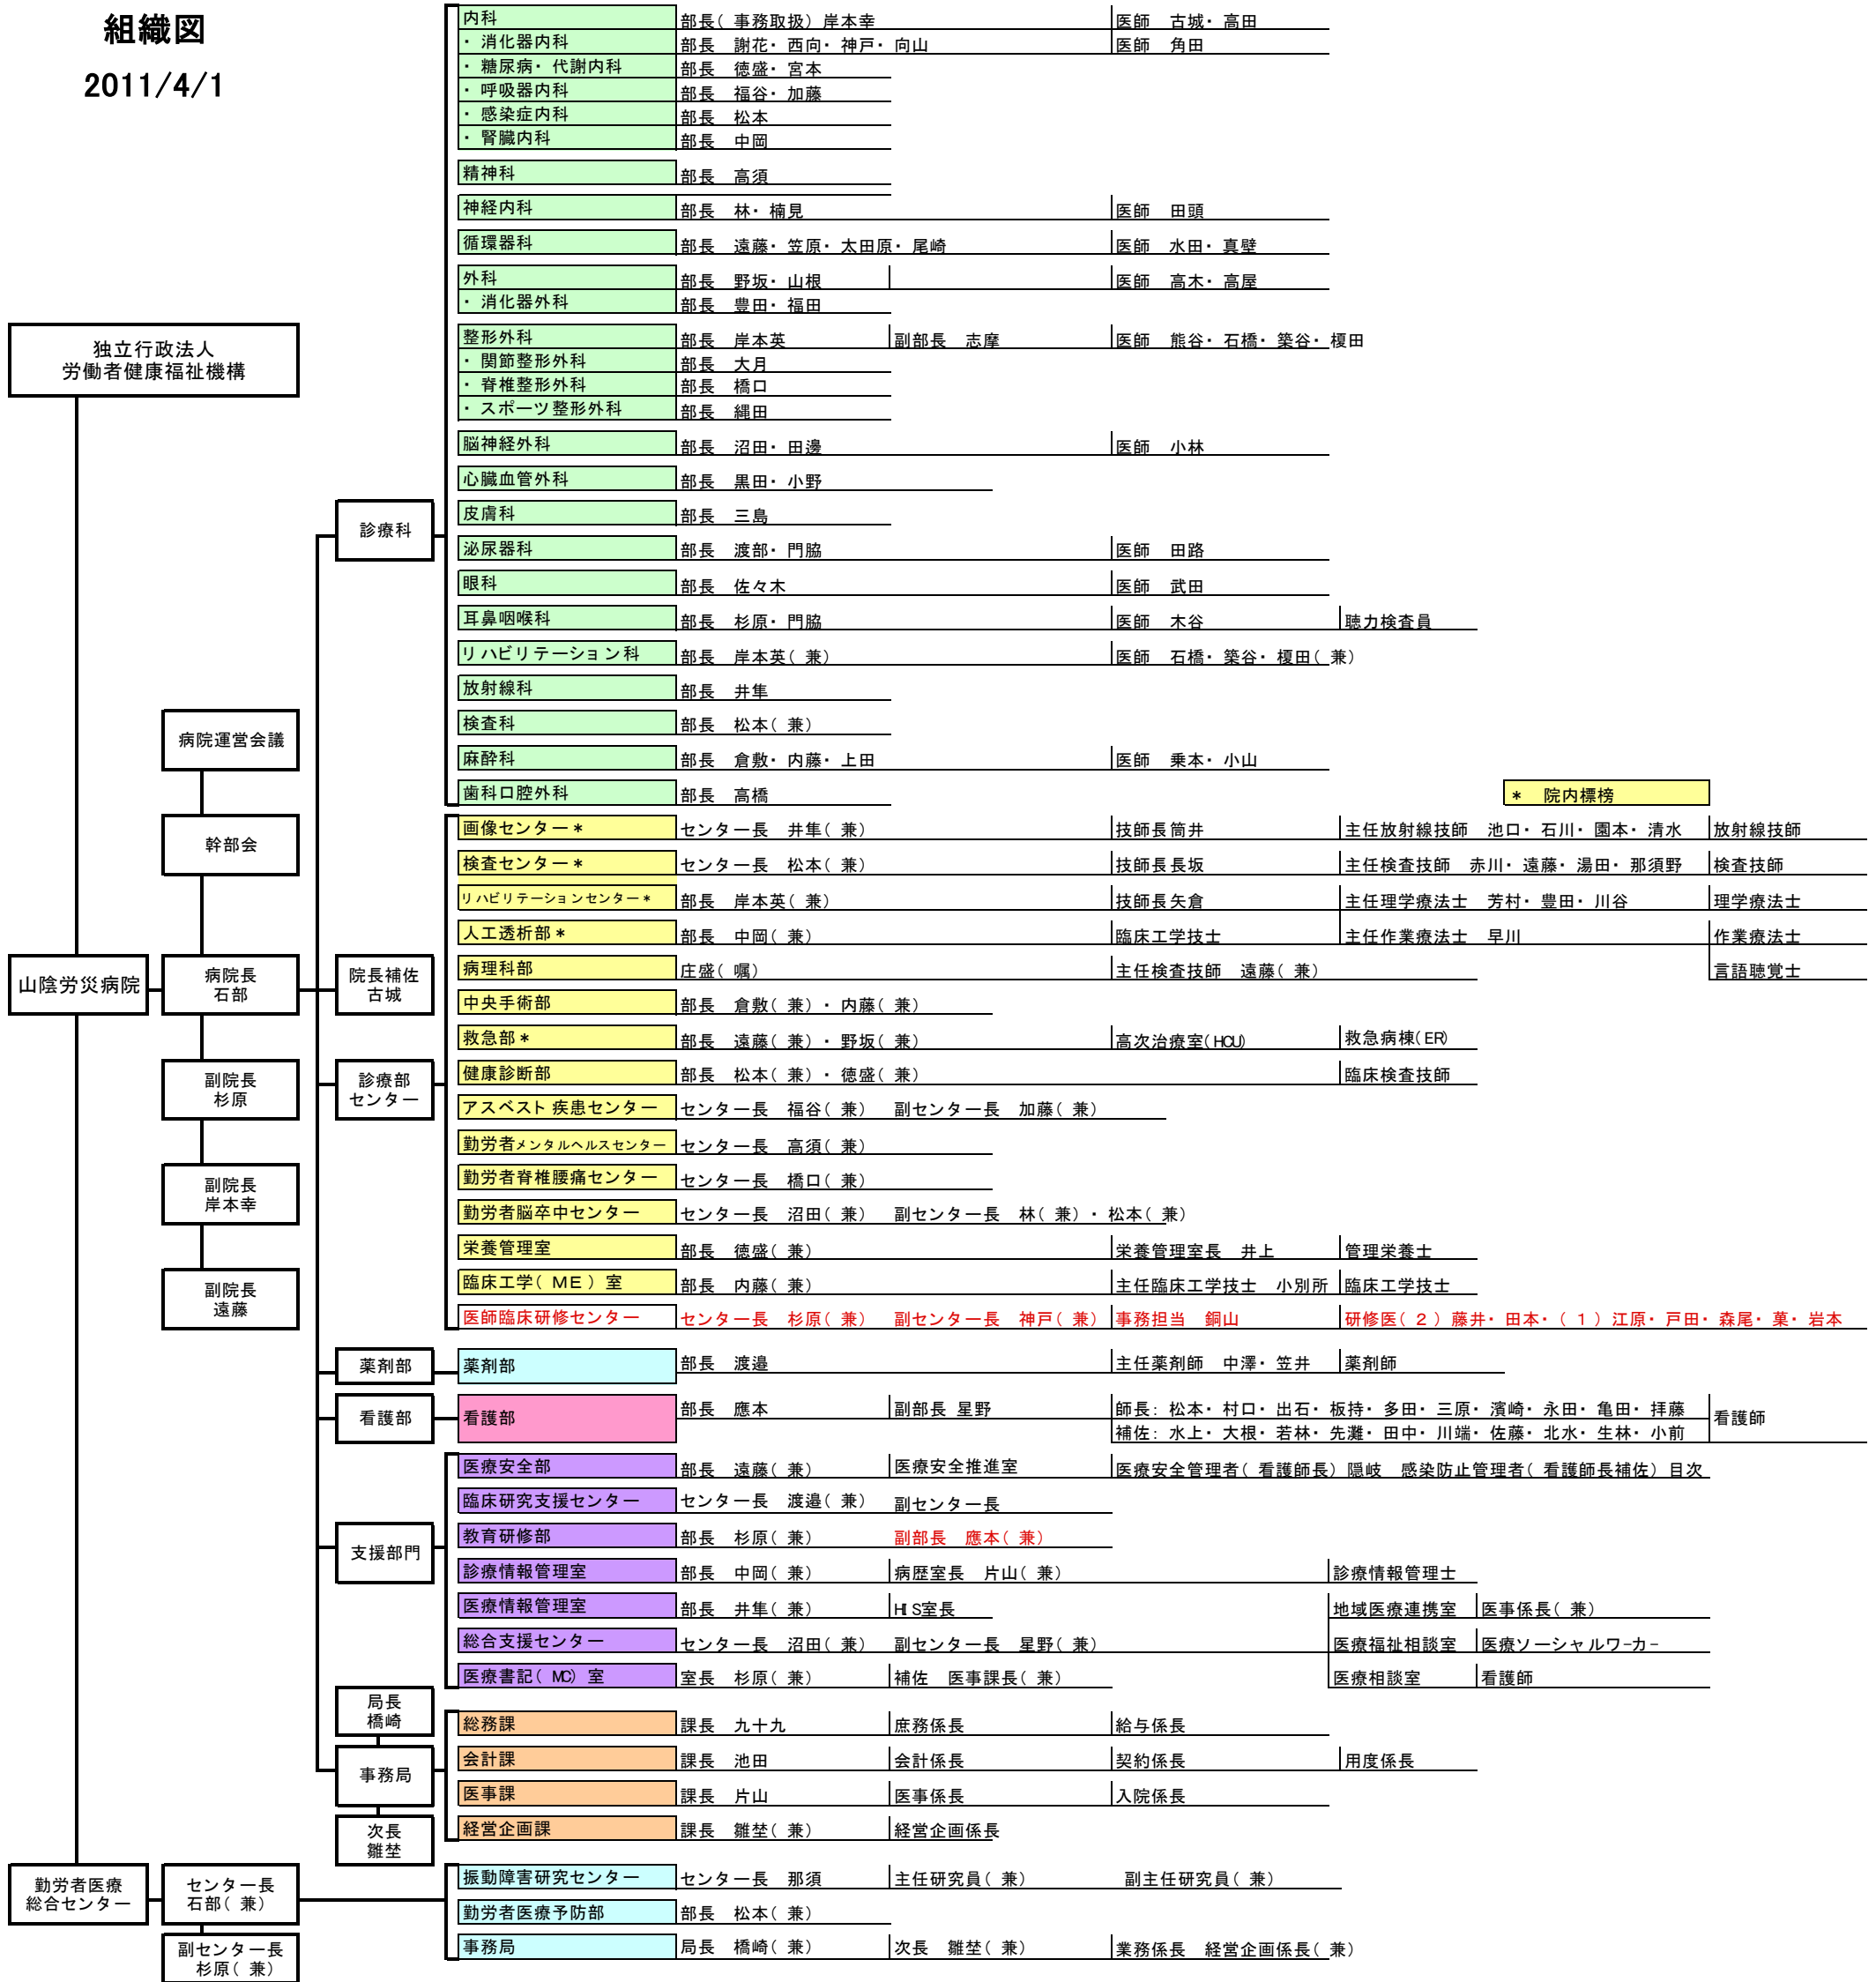 組織図
2011/4/1
内科 部長(事務取扱)岸本幸 医師 古城・高田
・消化器内科 部長 謝花・西向・神戸・向山 医師 角田
・糖尿病・代謝内科 部長 徳盛・宮本
・呼吸器内科 部長 福谷・加藤
・感染症内科 部長 松本
・腎臓内科 部長 中岡
精神科 部長 高須
神経内科 部長 林・楠見 医師 田頭
循環器科 部長 遠藤・笠原・太田原・尾崎 医師 水田・真壁
外科 部長 野坂・山根 医師 高木・高屋
・消化器外科 部長 豊田・福田
整形外科 部長 岸本英 副部長 志摩 医師 熊谷・石橋・築谷・榎田
・関節整形外科 部長 大月
・脊椎整形外科 部長 橋口
・スポーツ整形外科 部長 縄田
脳神経外科 部長 沼田・田邊 医師 小林
心臓血管外科 部長 黒田・小野
皮膚科 部長 三島
泌尿器科 部長 渡部・門脇 医師 田路
眼科 部長 佐々木 医師 武田
耳鼻咽喉科 部長 杉原・門脇 医師 木谷 聴力検査員
リハビリテーション科 部長 岸本英(兼) 医師 石橋・築谷・榎田(兼)
放射線科 部長 井隼
検査科 部長 松本(兼)
麻酔科 部長 倉敷・内藤・上田 医師 乗本・小山
歯科口腔外科 部長 高橋
* 院内標榜
独立行政法人
労働者健康福祉機構
山陰労災病院
病院運営会議
幹部会
病院長
石部
副院長
杉原
副院長
岸本幸
副院長
遠藤
診療科
院長補佐
古城
診療部
センター
画像センター* センター長 井隼(兼) 技師長筒井 主任放射線技師 池口・石川・園本・清水 放射線技師
検査センター* センター長 松本(兼) 技師長長坂 主任検査技師 赤川・遠藤・湯田・那須野 検査技師
リハビリテーションセンター* 部長 岸本英(兼) 技師長矢倉 主任理学療法士 芳村・豊田・川谷 理学療法士
人工透析部* 部長 中岡(兼) 臨床工学技士 主任作業療法士 早川 作業療法士
病理科部 庄盛(嘱) 主任検査技師 遠藤(兼) 言語聴覚士
中央手術部 部長 倉敷(兼)・内藤(兼)
救急部* 部長 遠藤(兼)・野坂(兼) 高次治療室(HCU) 救急病棟(ER)
健康診断部 部長 松本(兼)・徳盛(兼) 臨床検査技師
アスベスト疾患センター センター長 福谷(兼) 副センター長 加藤(兼)
勤労者メンタルヘルスセンター センター長 高須(兼)
勤労者脊椎腰痛センター センター長 橋口(兼)
勤労者脳卒中センター センター長 沼田(兼) 副センター長 林(兼)・松本(兼)
栄養管理室 部長 徳盛(兼) 栄養管理室長 井上 管理栄養士
臨床工学(ME)室 部長 内藤(兼) 主任臨床工学技士 小別所 臨床工学技士
医師臨床研修センター センター長 杉原(兼) 副センター長 神戸(兼) 事務担当 銅山 研修医(2)藤井・田本・(1)江原・戸田・森尾・菓・岩本
薬剤部 薬剤部 部長 渡邉 主任薬剤師 中澤・笠井 薬剤師
看護部 看護部 部長 應本 副部長 星野 師長:松本・村口・出石・板持・多田・三原・濱崎・永田・亀田・拝藤 看護師
補佐:水上・大根・若林・先灘・田中・川端・佐藤・北水・生林・小前
支援部門
医療安全部 部長 遠藤(兼) 医療安全推進室 医療安全管理者(看護師長)隠岐 感染防止管理者(看護師長補佐)目次
臨床研究支援センター センター長 渡邉(兼) 副センター長
教育研修部 部長 杉原(兼) 副部長 應本(兼)
診療情報管理室 部長 中岡(兼) 病歴室長 片山(兼) 診療情報管理士
医療情報管理室 部長 井隼(兼) HIS室長 地域医療連携室 医事係長(兼)
総合支援センター センター長 沼田(兼) 副センター長 星野(兼) 医療福祉相談室 医療ソーシャルワーカー
医療書記(MC)室 室長 杉原(兼) 補佐 医事課長(兼) 医療相談室 看護師
局長
橋崎
事務局
次長
雛埜
総務課 課長 九十九 庶務係長 給与係長
会計課 課長 池田 会計係長 契約係長 用度係長
医事課 課長 片山 医事係長 入院係長
経営企画課 課長 雛埜(兼) 経営企画係長
勤労者医療
総合センター
センター長
石部(兼)
副センター長
杉原(兼)
振動障害研究センター センター長 那須 主任研究員(兼) 副主任研究員(兼)
勤労者医療予防部 部長 松本(兼)
事務局 局長 橋崎(兼) 次長 雛埜(兼) 業務係長 経営企画係長(兼)